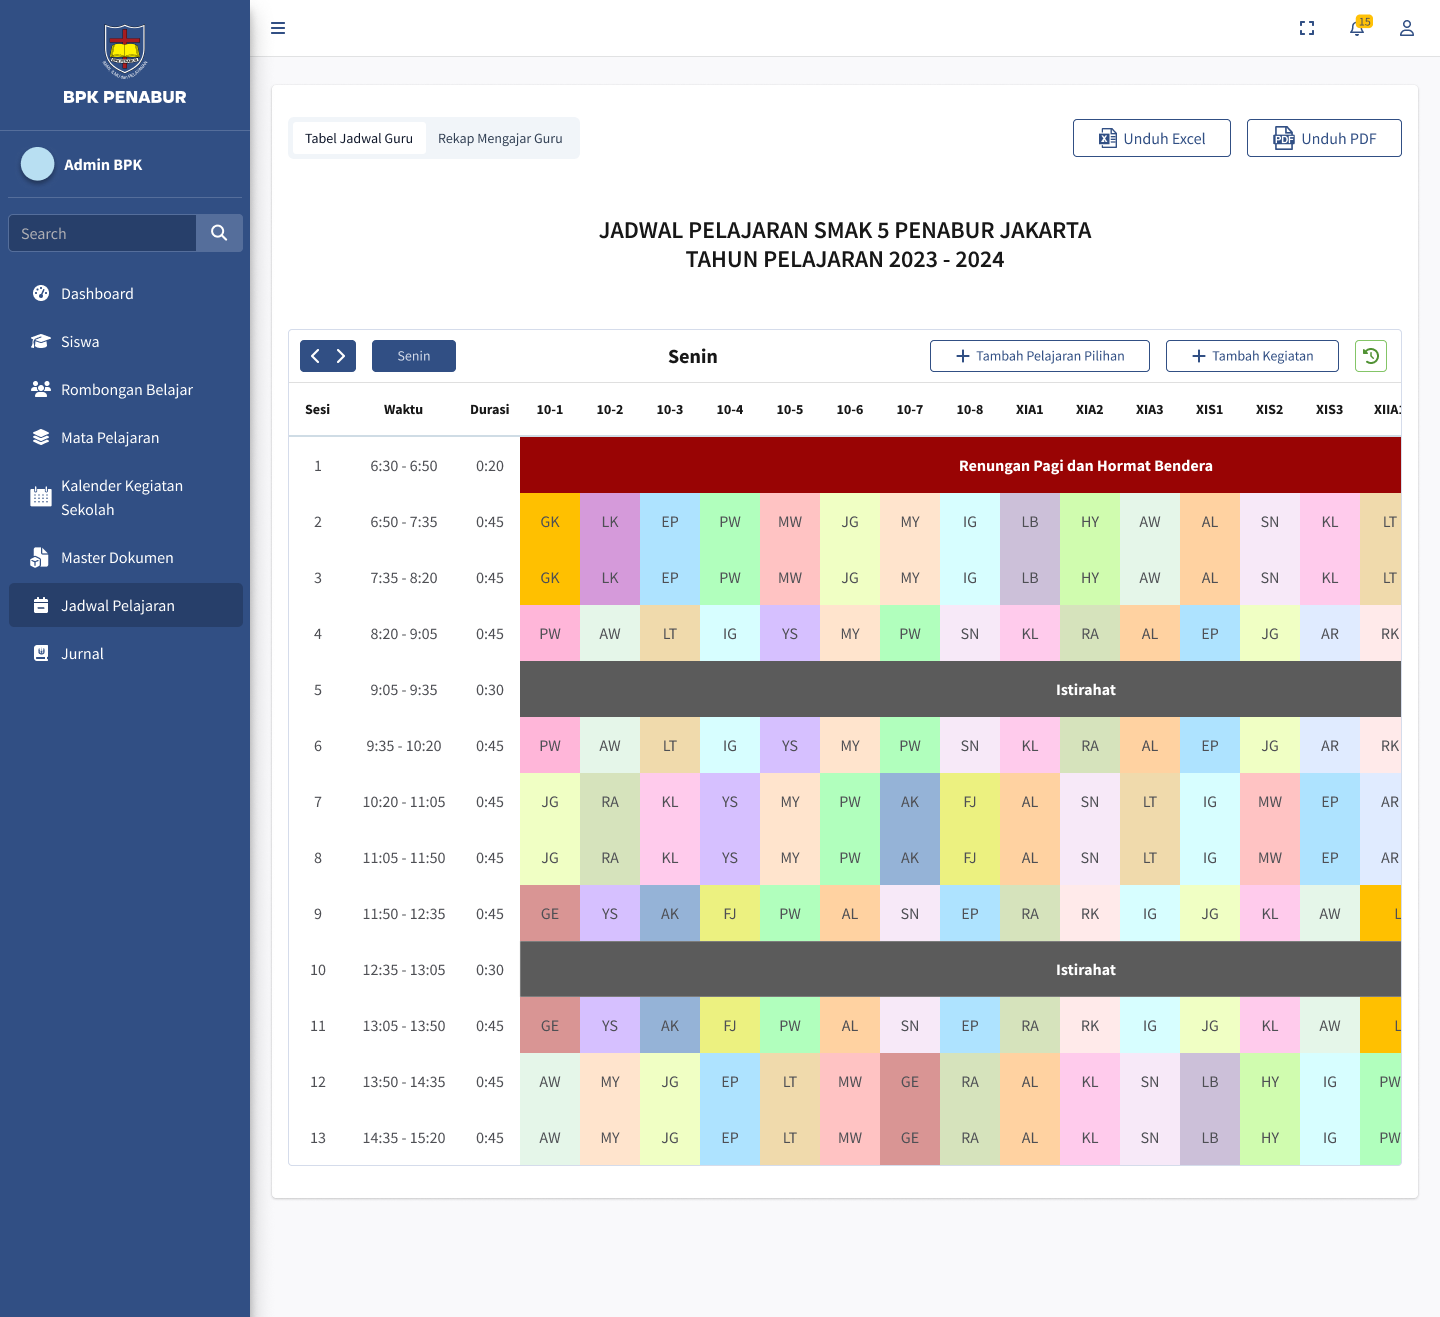 BPK PENABUR
Admin BPK
Search
Dashboard
Siswa
Rombongan Belajar
Mata Pelajaran
Kalender Kegiatan
Sekolah
Master Dokumen
Jadwal Pelajaran
Jurnal
15
Tabel Jadwal Guru Rekap Mengajar Guru Unduh Excel Unduh PDF
JADWAL PELAJARAN SMAK 5 PENABUR JAKARTA
TAHUN PELAJARAN 2023 - 2024
Senin Senin Tambah Pelajaran Pilihan Tambah Kegiatan
Sesi Waktu Durasi 10-1 10-2 10-3 10-4 10-5 10-6 10-7 10-8 XIA1 XIA2 XIA3 XIS1 XIS2 XIS3 XIIA1
1 6:30 - 6:50 0:20 Renungan Pagi dan Hormat Bendera
2 6:50 - 7:35 0:45 GK LK EP PW MW JG MY IG LB HY AW AL SN KL LT
3 7:35 - 8:20 0:45 GK LK EP PW MW JG MY IG LB HY AW AL SN KL LT
4 8:20 - 9:05 0:45 PW AW LT IG YS MY PW SN KL RA AL EP JG AR RK
5 9:05 - 9:35 0:30 Istirahat
6 9:35 - 10:20 0:45 PW AW LT IG YS MY PW SN KL RA AL EP JG AR RK
7 10:20 - 11:05 0:45 JG RA KL YS MY PW AK FJ AL SN LT IG MW EP AR
8 11:05 - 11:50 0:45 JG RA KL YS MY PW AK FJ AL SN LT IG MW EP AR
9 11:50 - 12:35 0:45 GE YS AK FJ PW AL SN EP RA RK IG JG KL AW
10 12:35 - 13:05 0:30 Istirahat
11 13:05 - 13:50 0:45 GE YS AK FJ PW AL SN EP RA RK IG JG KL AW
12 13:50 - 14:35 0:45 AW MY JG EP LT MW GE RA AL KL SN LB HY IG PW
13 14:35 - 15:20 0:45 AW MY JG EP LT MW GE RA AL KL SN LB HY IG PW